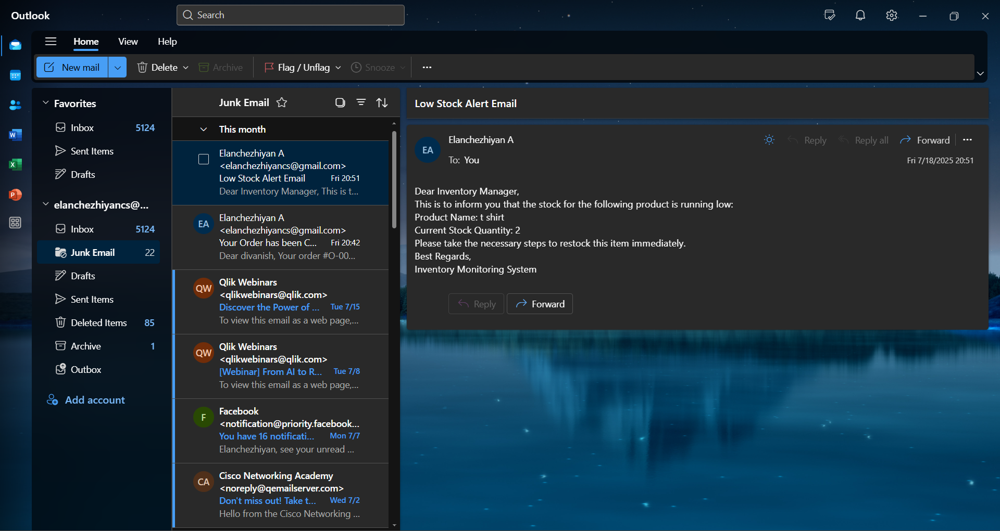 Outlook
Search
Home View Help
New mail Delete Archive Flag / Unflag Snooze ...
Favorites
Inbox 5124
Sent Items
Drafts
elanchezhiyancs@...
Inbox 5124
Junk Email 22
Drafts
Sent Items
Deleted Items 85
Archive 1
Outbox
Add account
Junk Email
This month
Elanchezhiyan A
<elanchezhiyancs@gmail.com>
Low Stock Alert Email Fri 20:51
Dear Inventory Manager, This is t...
EA
Elanchezhiyan A
<elanchezhiyancs@gmail.com>
Your Order has been C... Fri 20:42
Dear divanish, Your order #O-00...
QW
Qlik Webinars
<qlikwebinars@qlik.com>
Discover the Power of ... Tue 7/15
To view this email as a web page,...
QW
Qlik Webinars
<qlikwebinars@qlik.com>
[Webinar] From AI to R... Tue 7/8
To view this email as a web page,...
F
Facebook
<notification@priority.facebook...
You have 16 notificati... Mon 7/7
Elanchezhiyan, see your unread ...
CA
Cisco Networking Academy
<noreply@qemailserver.com>
Don't miss out! Take t... Wed 7/2
Hello from the Cisco Networking ...
Low Stock Alert Email
EA
Elanchezhiyan A
Reply Reply all Forward ...
To: You
Fri 7/18/2025 20:51
Dear Inventory Manager,
This is to inform you that the stock for the following product is running low:
Product Name: t shirt
Current Stock Quantity: 2
Please take the necessary steps to restock this item immediately.
Best Regards,
Inventory Monitoring System
Reply Forward